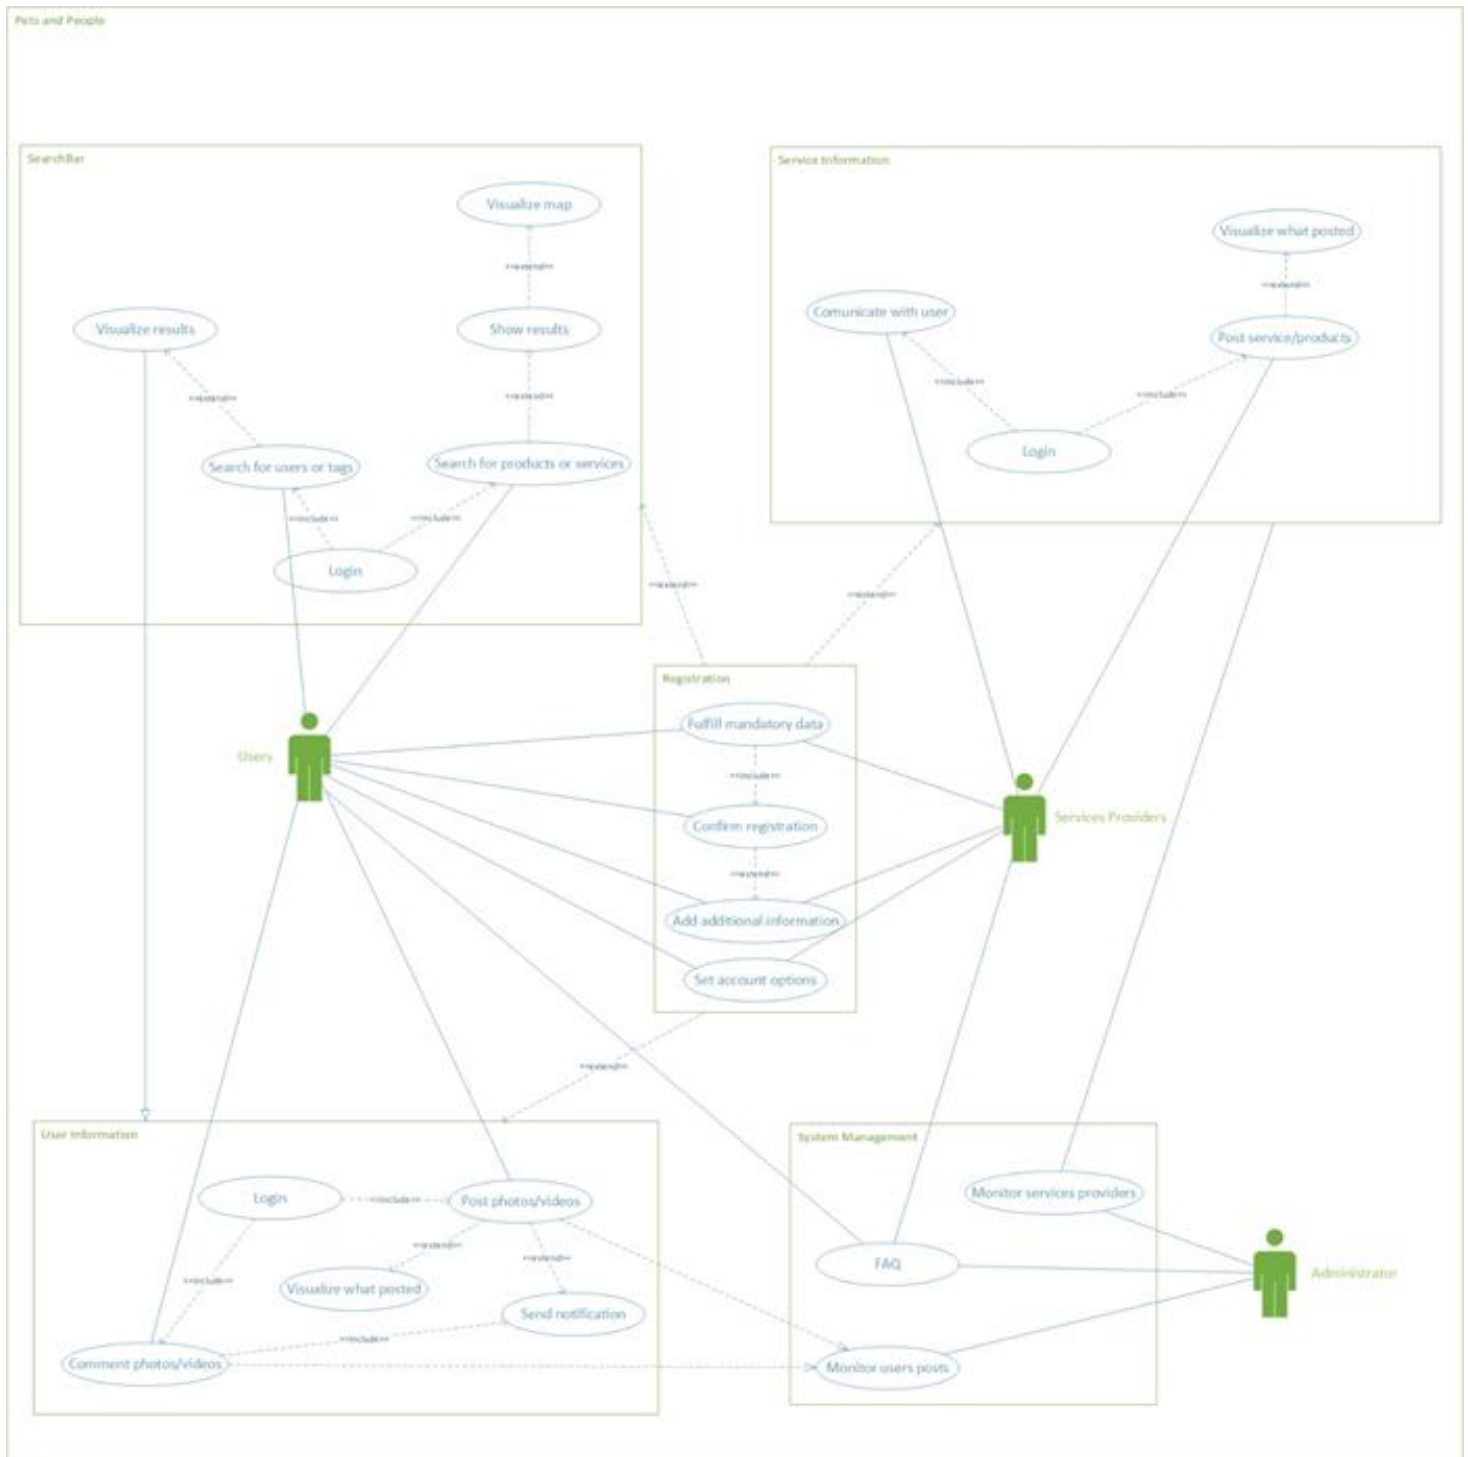 Pets and People
SearchBar
Visualize map
<<extend>>
Visualize results
Show results
<<extend>>
<<extend>>
Search for users or tags
Search for products or services
<<include>>
<<include>>
Login
Service Information
Visualize what posted
<<extend>>
Comunicate with user
Post service/products
<<include>>
<<include>>
Login
<<extend>>
<<extend>>
Registration
Fulfill mandatory data
<<include>>
Confirm registration
<<extend>>
Add additional information
Set account options
Users
Services Providers
<<extend>>
User Information
Login
<<include>>
Post photos/videos
<<extend>>
<<extend>>
<<include>>
Visualize what posted
Send notification
<<include>>
Comment photos/videos
System Management
Monitor services providers
FAQ
Monitor users posts
Administrator